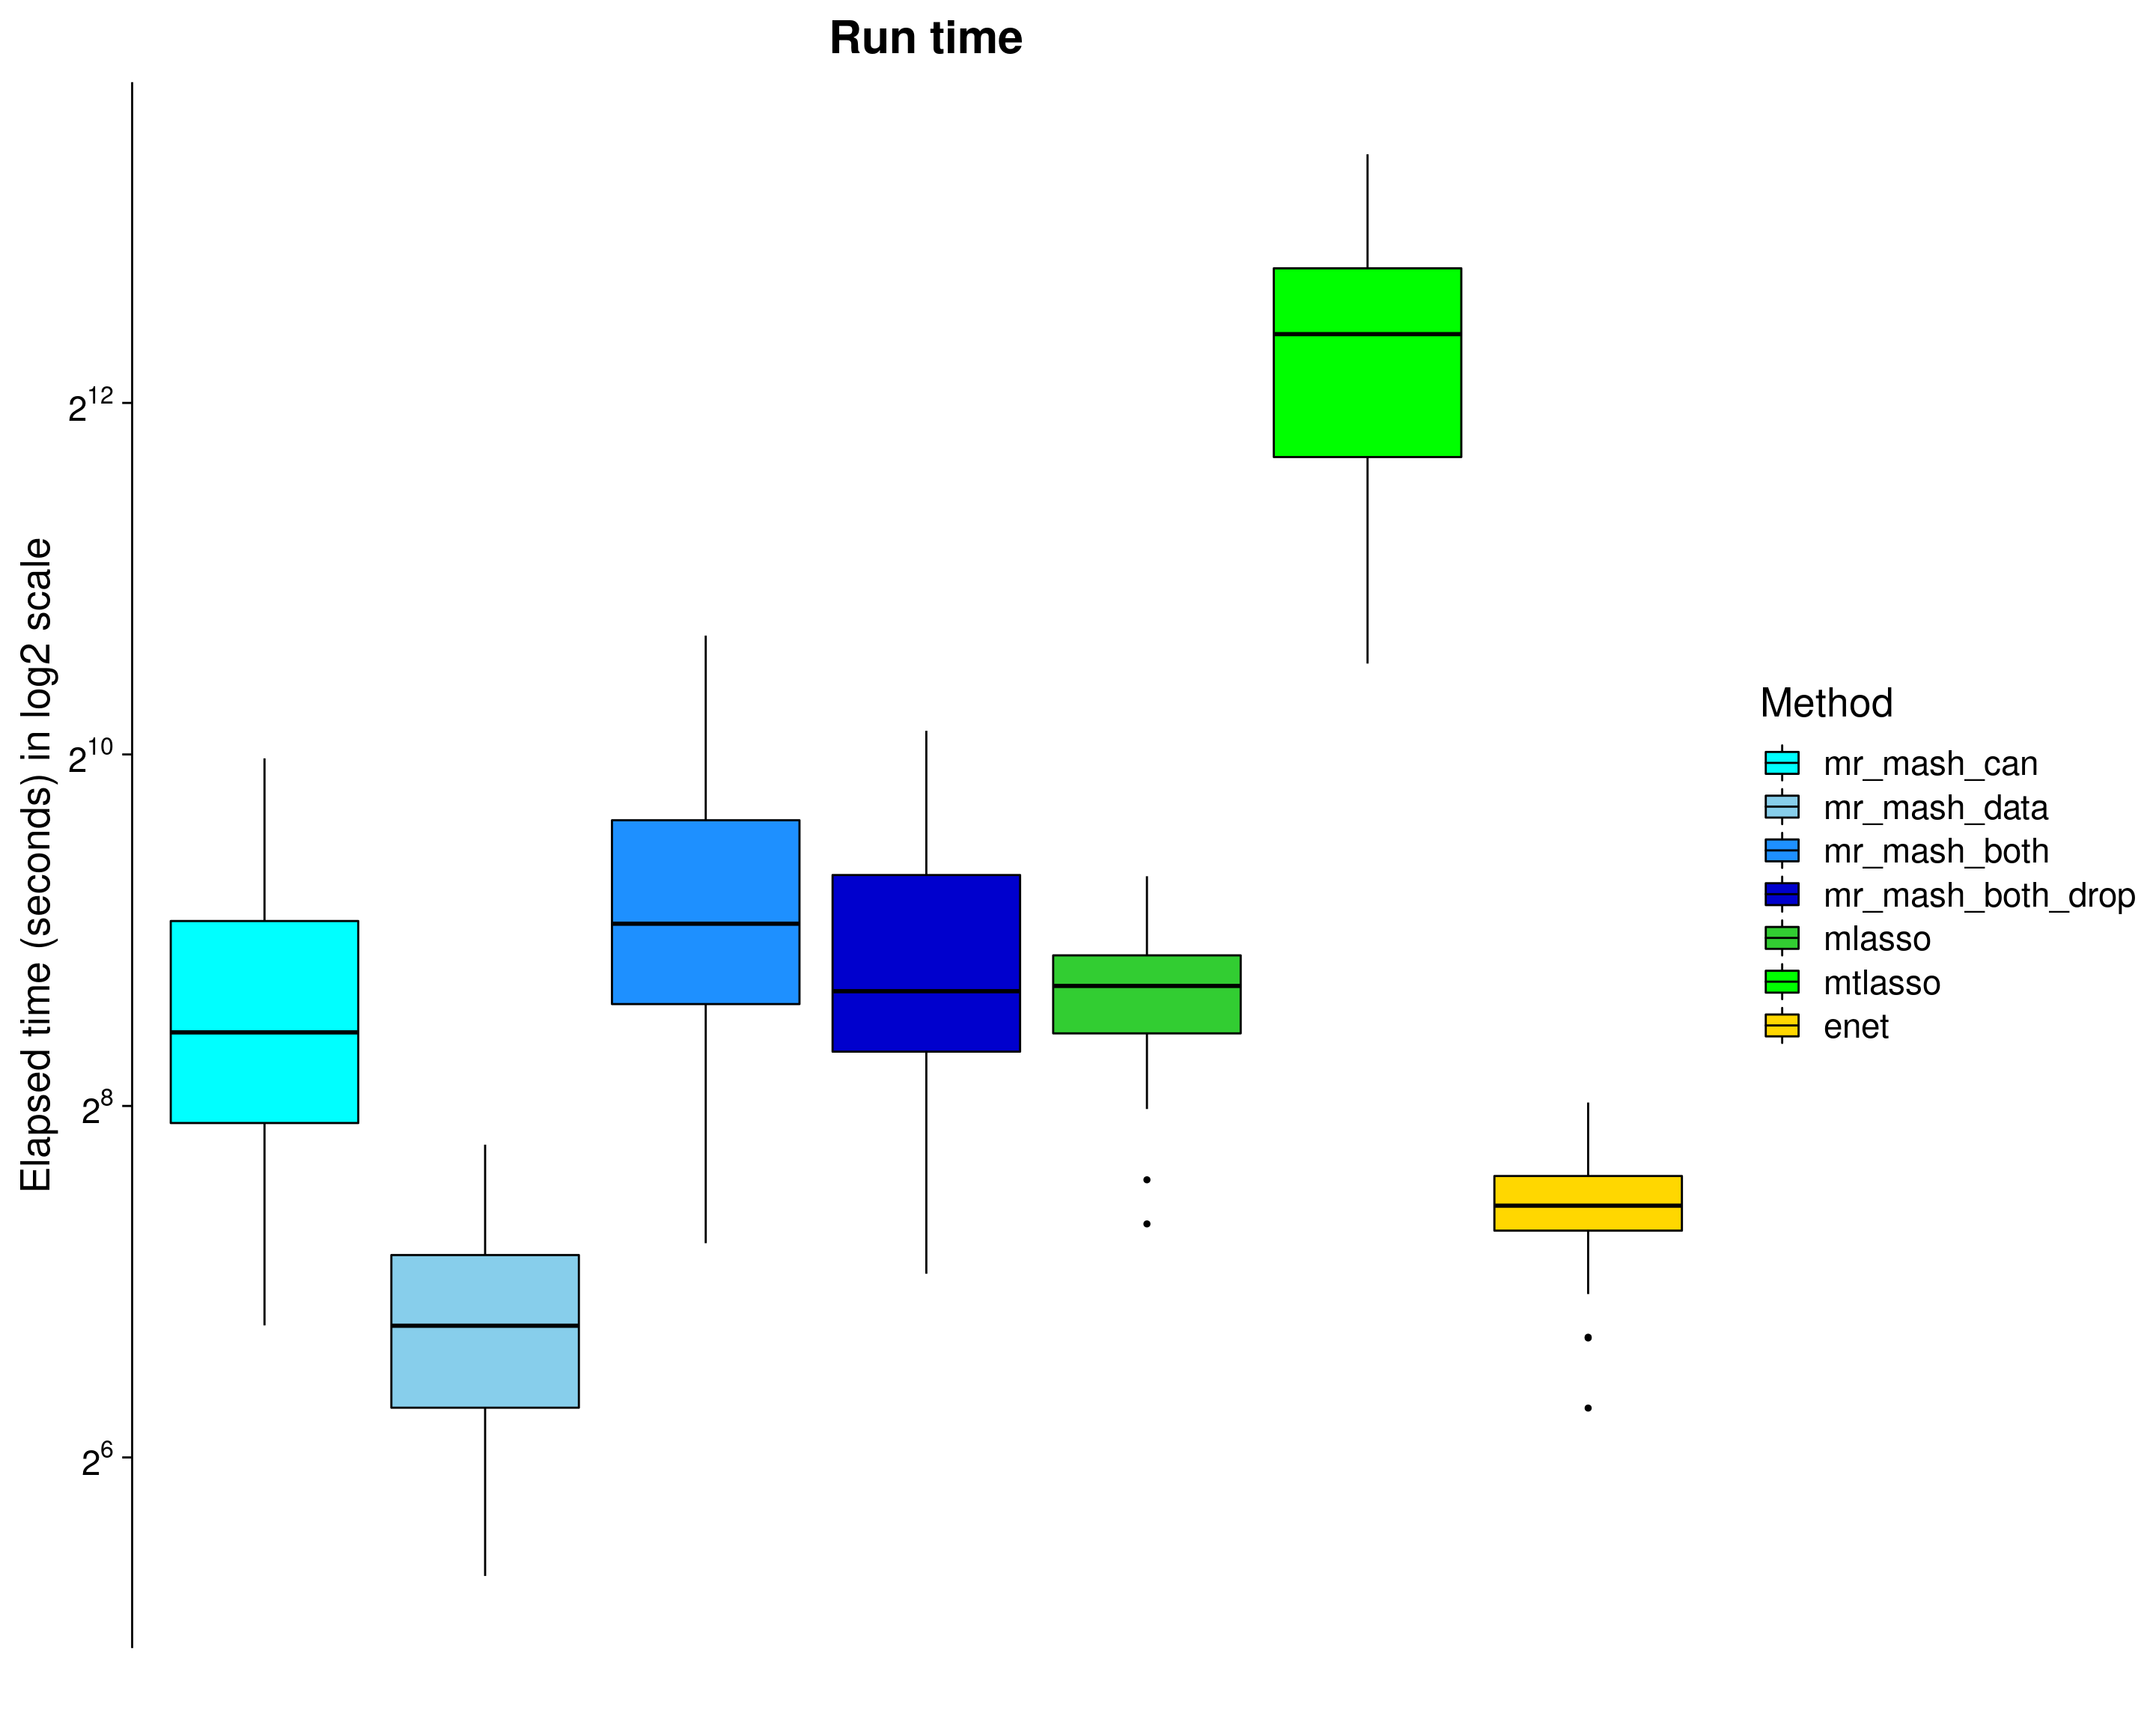 Run time
Elapsed time (seconds) in log2 scale
2^12
2^10
2^8
2^6
Method
mr_mash_can
mr_mash_data
mr_mash_both
mr_mash_both_drop
mlasso
mtlasso
enet